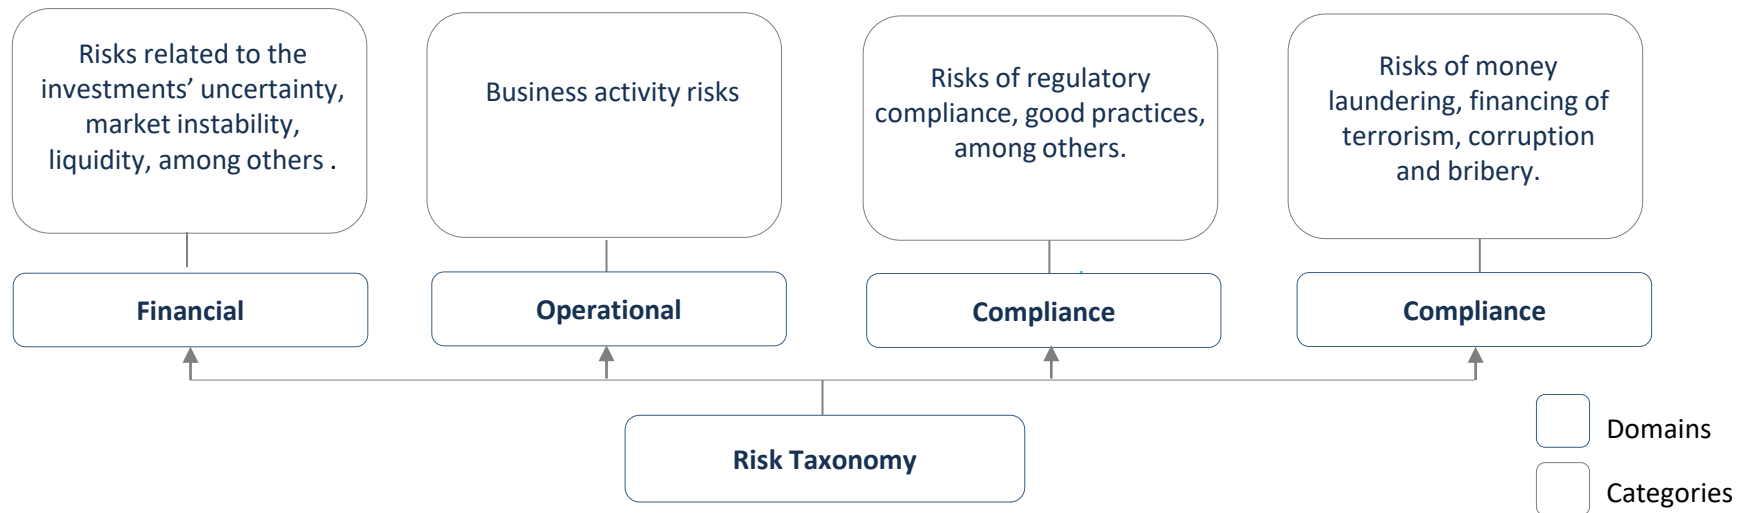 Risks related to the
investments’ uncertainty,
market instability,
liquidity, among others .
Business activity risks
Risks of regulatory
compliance, good practices,
among others.
Risks of money
laundering, financing of
terrorism, corruption
and bribery.
Financial
Operational
Compliance
Compliance
Risk Taxonomy
Domains
Categories